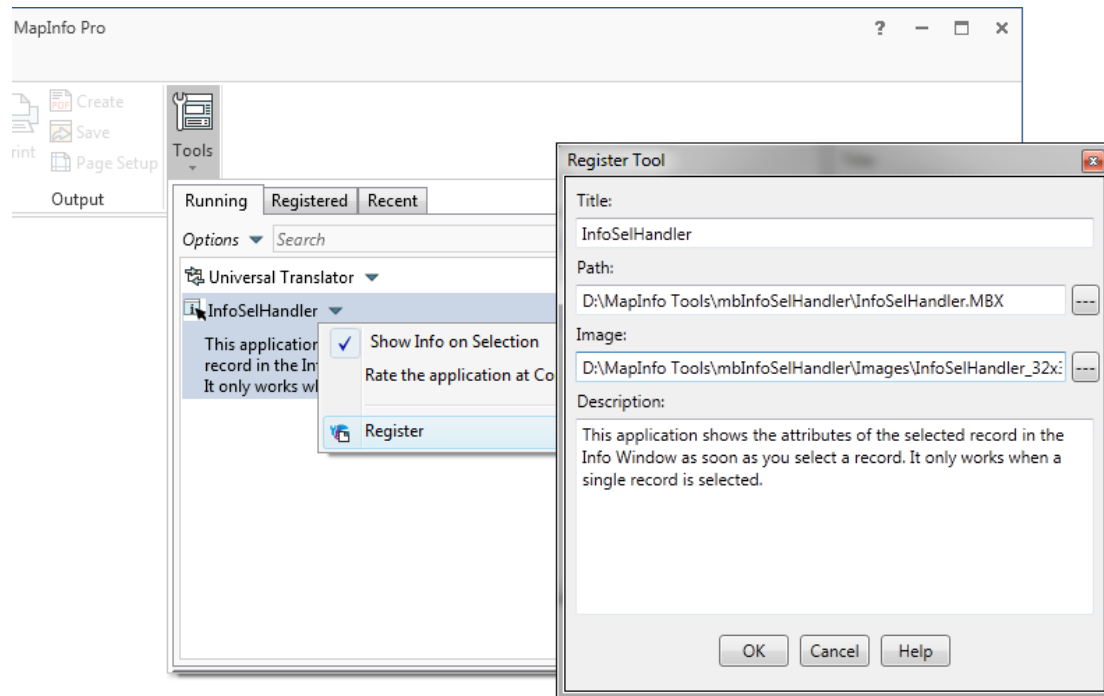 MapInfo Pro
?
Create
Save
Page Setup
Output
Tools
Running Registered Recent
Options Search
Universal Translator
InfoSelHandler
This application
record in the
It only works
Show Info on Selection
Rate the application at
Register
Register Tool
Title:
InfoSelHandler
Path:
D:\MapInfo Tools\mbInfoSelHandler\InfoSelHandler.MBX
---
Image:
D:\MapInfo Tools\mbInfoSelHandler\Images\InfoSelHandler_32x
---
Description:
This application shows the attributes of the selected record in the
Info Window as soon as you select a record. It only works when a
single record is selected.
OK Cancel Help